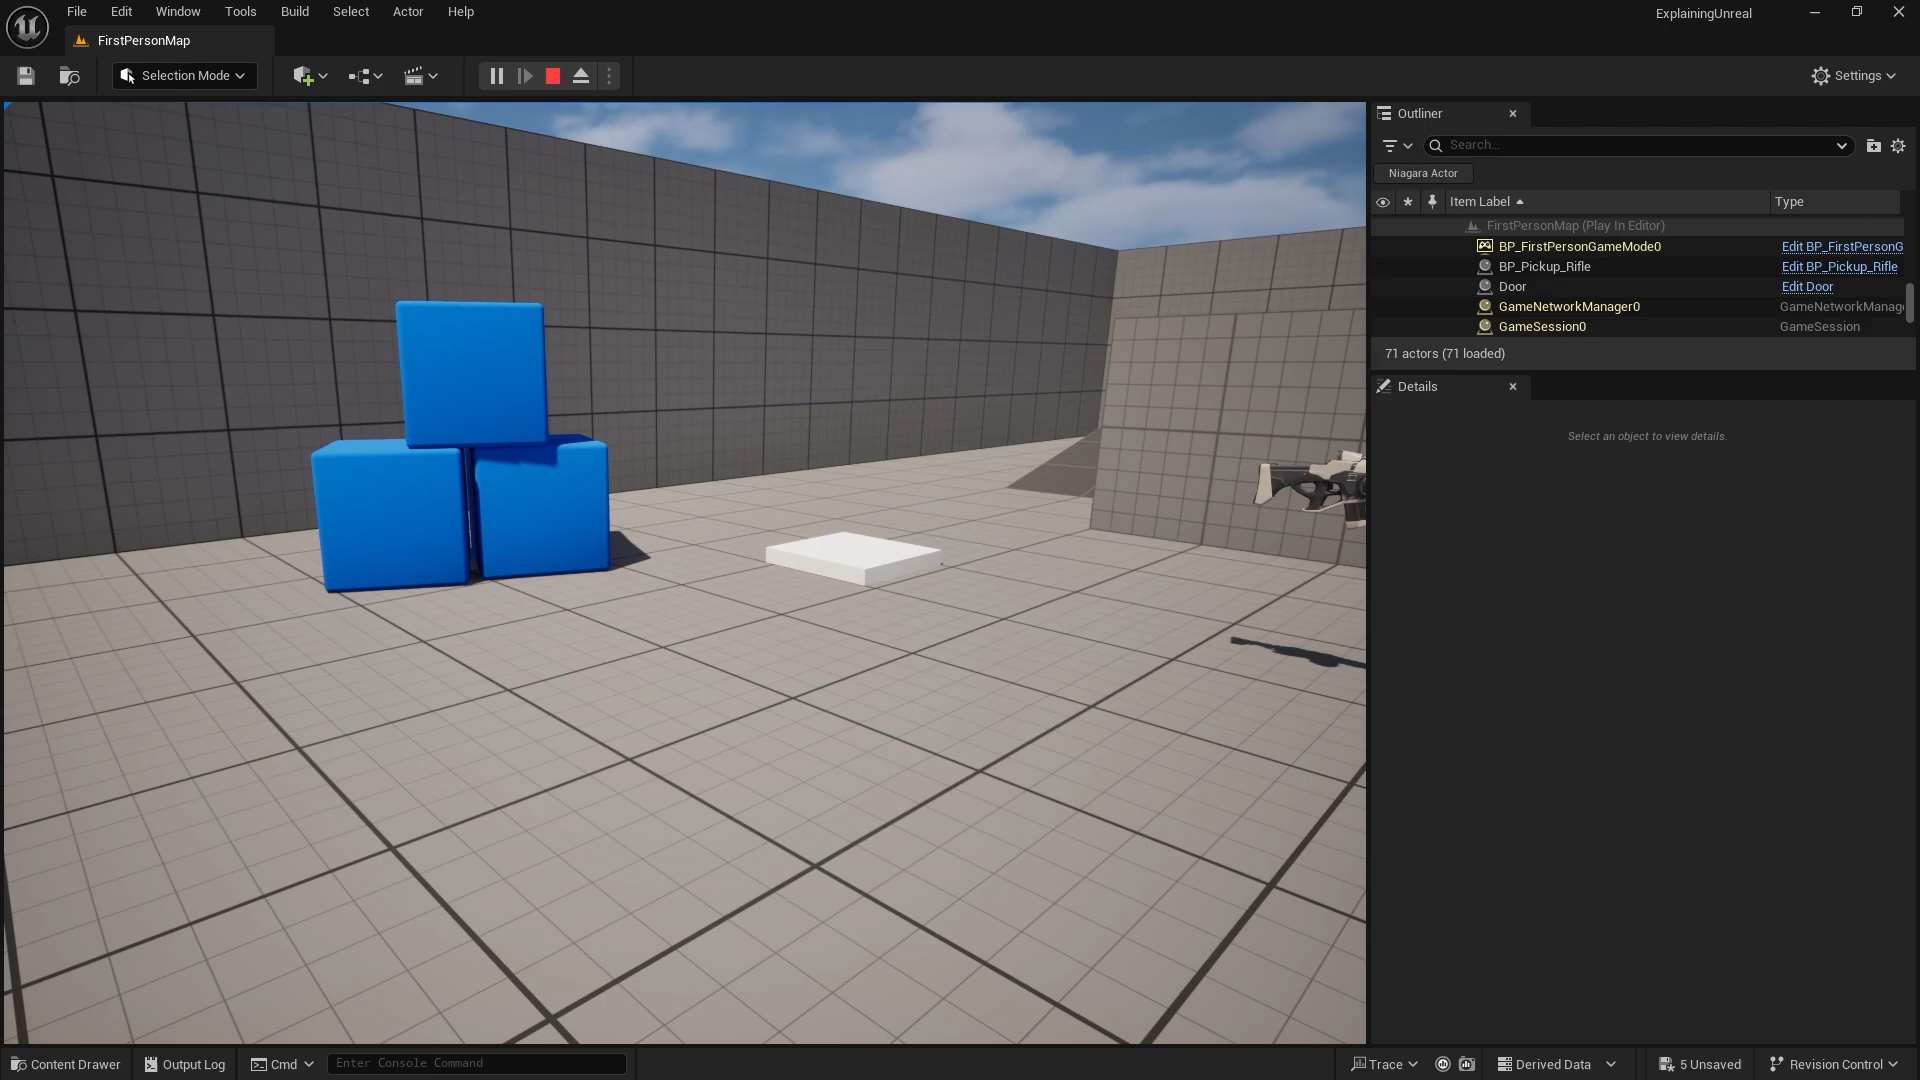 File Edit Window Tools Build Select Actor Help
ExplainingUnreal
FirstPersonMap
Selection Mode
Settings
Outliner
Search...
Niagara Actor
Item Label
Type
FirstPersonMap (Play In Editor)
BP_FirstPersonGameMode0 Edit BP_FirstPersonG
BP_Pickup_Rifle Edit BP_Pickup_Rifle
Door Edit Door
GameNetworkManager0 GameNetworkManag
GameSession0 GameSession
71 actors (71 loaded)
Details
Select an object to view details.
Content Drawer Output Log Cmd Enter Console Command Trace Derived Data 5 Unsaved Revision Control